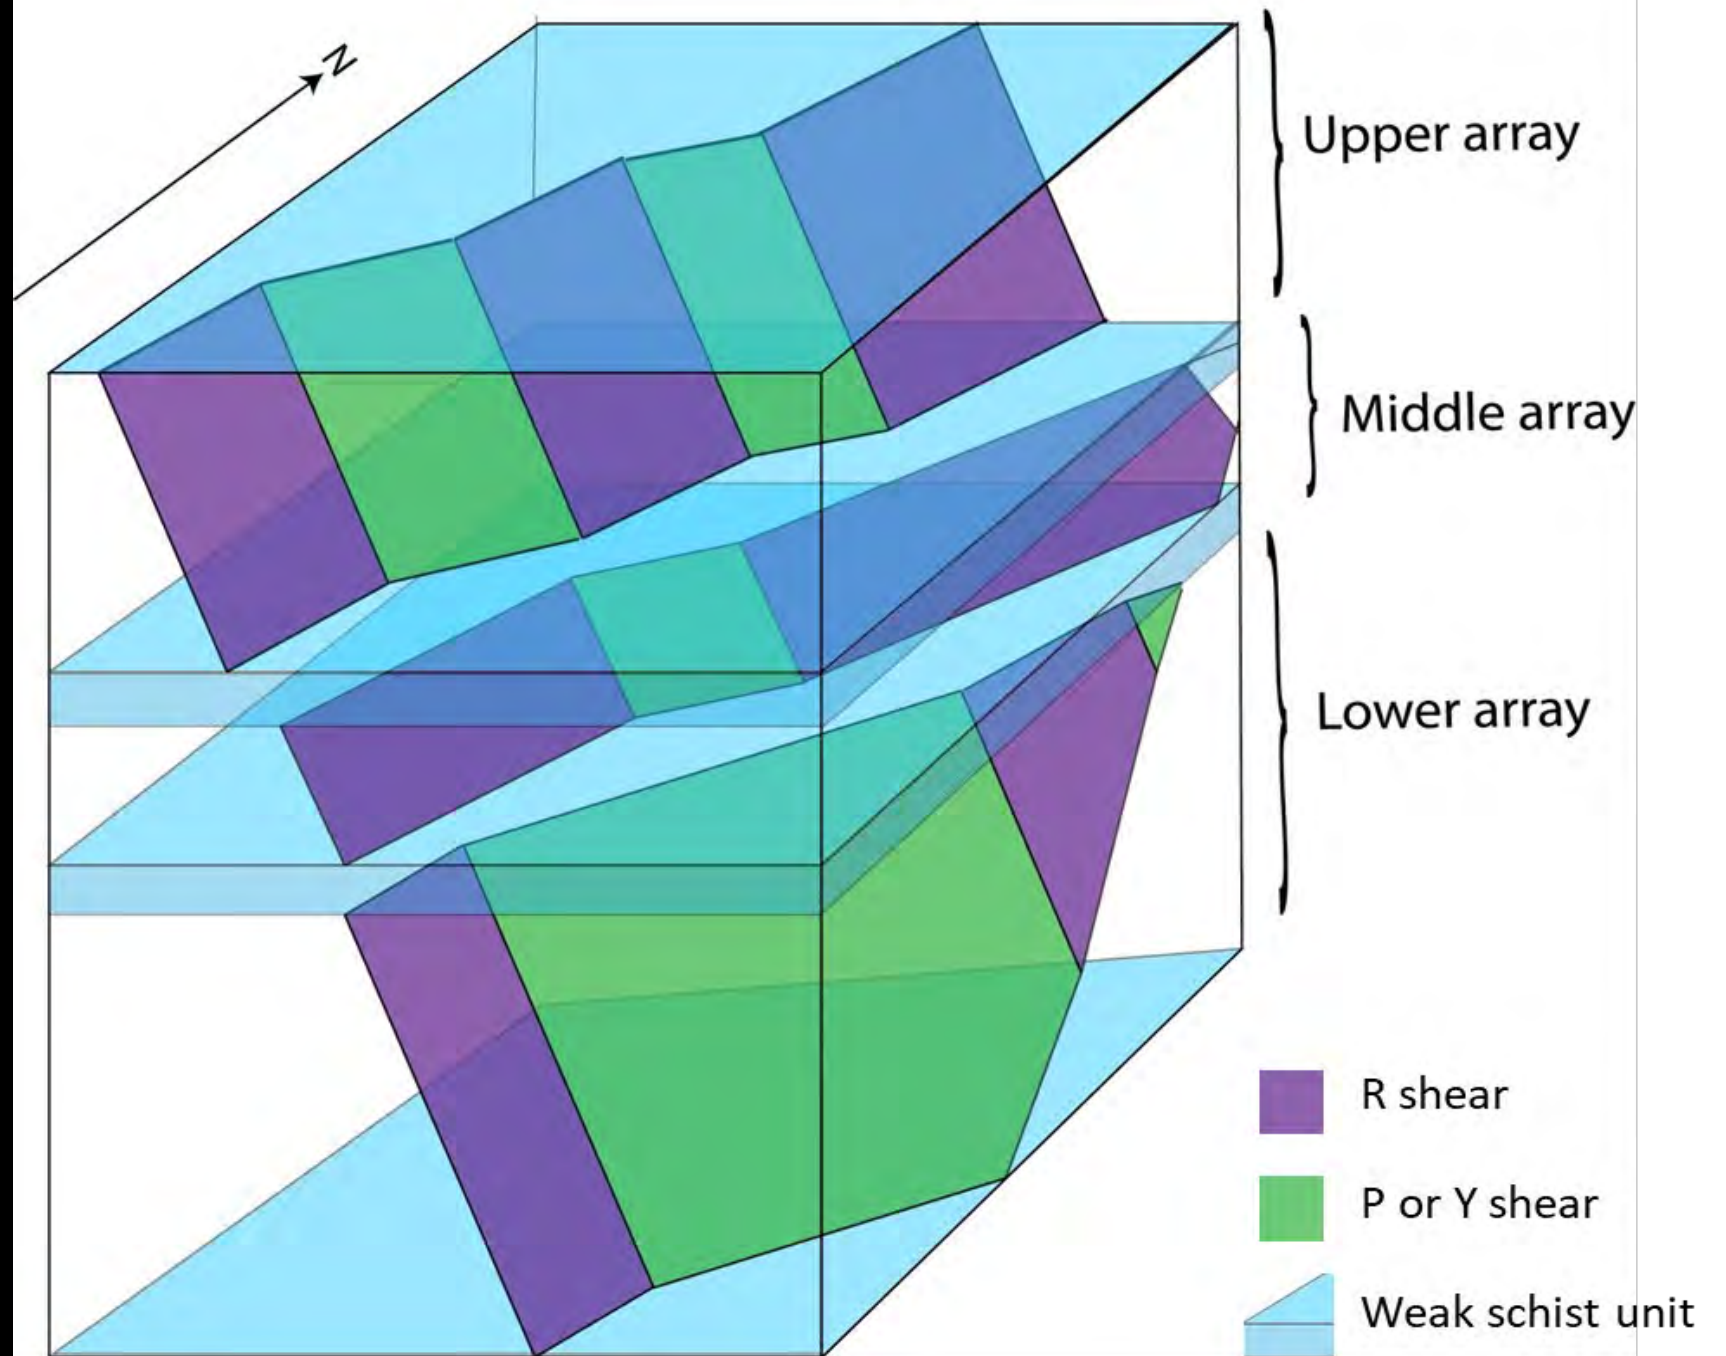 N
Upper array
Middle array
Lower array
R shear
P or Y shear
Weak schist unit